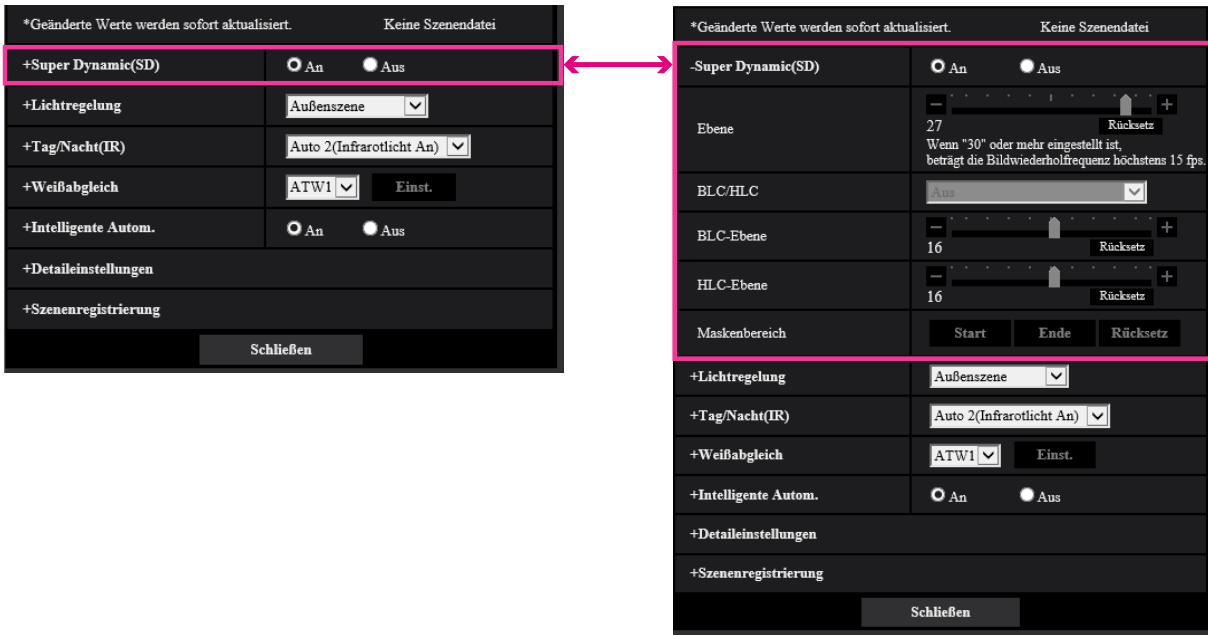 *Geänderte Werte werden sofort aktualisiert. Keine Szenendatei
+Super Dynamic(SD) An Aus
+Lichtregelung Außenszene
+Tag/Nacht(IR) Auto 2(Infrarotlicht An)
+Weißabgleich ATW1 Einst.
+Intelligente Autom. An Aus
+Detaileinstellungen
+Szenenregistrierung
Schließen
*Geänderte Werte werden sofort aktualisiert. Keine Szenendatei
-Super Dynamic(SD) An Aus
Ebene
27 Rücksetz
Wenn "30" oder mehr eingestellt ist,
beträgt die Bildwiederholfrequenz höchstens 15 fps.
BLC/HLC Aus
BLC-Ebene
16 Rücksetz
HLC-Ebene
16 Rücksetz
Maskenbereich Start Ende Rücksetz
+Lichtregelung Außenszene
+Tag/Nacht(IR) Auto 2(Infrarotlicht An)
+Weißabgleich ATW1 Einst.
+Intelligente Autom. An Aus
+Detaileinstellungen
+Szenenregistrierung
Schließen